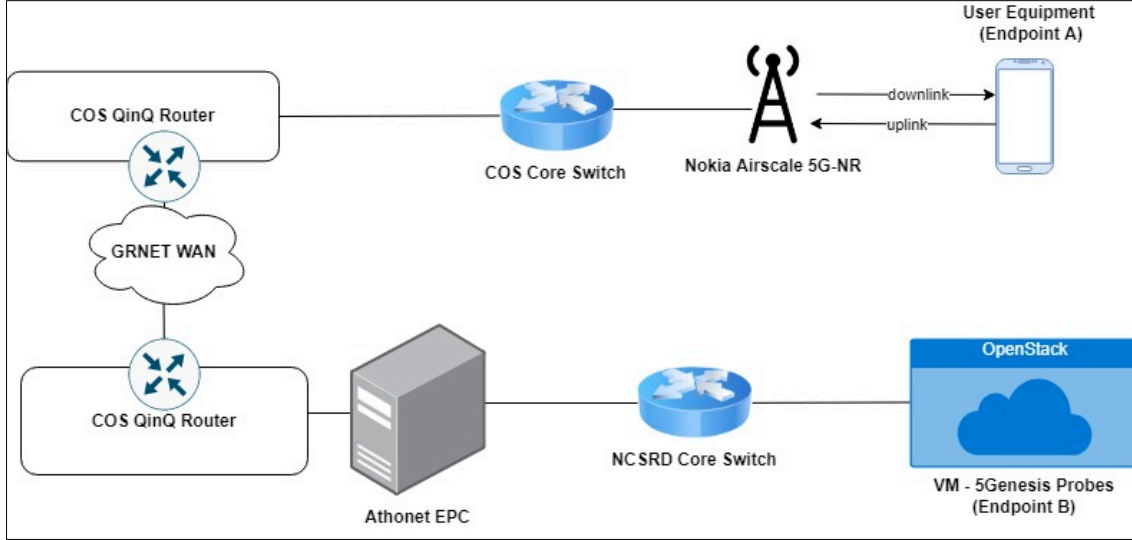 User Equipment
(Endpoint A)
COS QinQ Router
downlink
uplink
COS Core Switch
Nokia Airscale 5G-NR
GRNET WAN
OpenStack
COS QinQ Router
NCSRD Core Switch
VM - 5Genesis Probes
(Endpoint B)
Athonet EPC